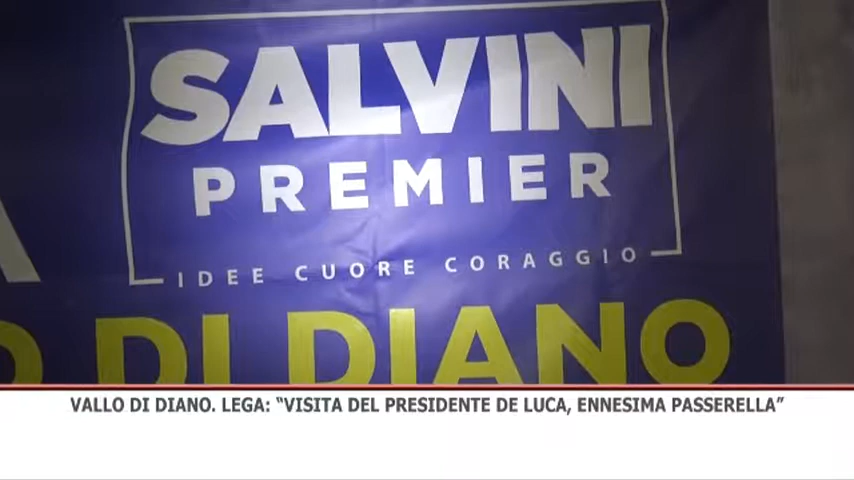 SALVINI
PREMIER
IDEE CUORE CORAGGIO
DI DIANO
VALLO DI DIANO. LEGA: “VISITA DEL PRESIDENTE DE LUCA, ENNESIMA PASSERELLA”